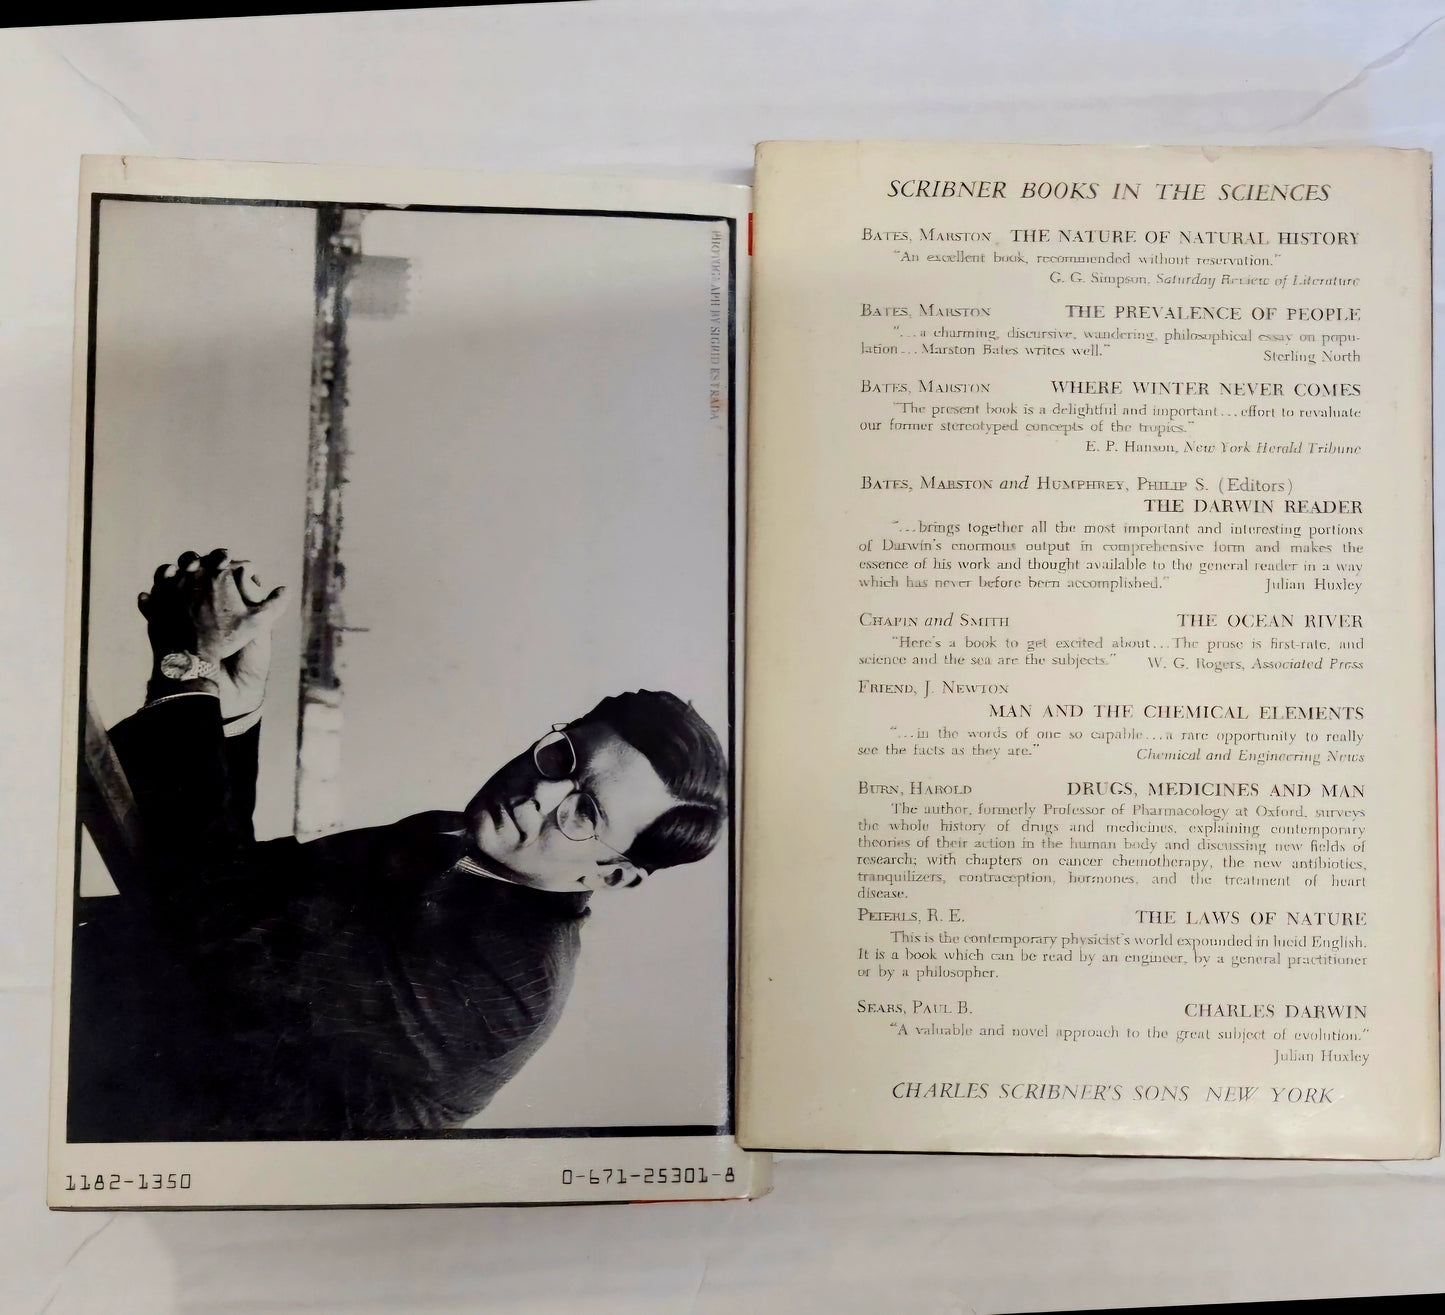 PHOTOGRAPH BY SIGRID ESTRADA
1182-1350
0-671-25301-8
SCRIBNER BOOKS IN THE SCIENCES
BATES, MARSTON THE NATURE OF NATURAL HISTORY
"An excellent book, recommended without reservation."
G. G. Simpson, Saturday Review of Literature
BATES, MARSTON THE PREVALENCE OF PEOPLE
"...a charming, discursive, wandering, philosophical essay on popu-
lation... Marston Bates writes well." Sterling North
BATES, MARSTON WHERE WINTER NEVER COMES
"The present book is a delightful and important...effort to revaluate
our former stereotyped concepts of the tropics."
E. P. Hanson, New York Herald Tribune
BATES, MARSTON and HUMPHREY, PHILIP S. (Editors)
THE DARWIN READER
"...brings together all the most important and interesting portions
of Darwin's enormous output in comprehensive form and makes the
essence of his work and thought available to the general reader in a way
which has never before been accomplished." Julian Huxley
CHAPIN and SMITH THE OCEAN RIVER
"Here's a book to get excited about...The prose is first-rate, and
science and the sea are the subjects." W. G. Rogers, Associated Press
FRIEND, J. NEWTON
MAN AND THE CHEMICAL ELEMENTS
"...in the words of one so capable...a rare opportunity to really
see the facts as they are." Chemical and Engineering News
BURN, HAROLD DRUGS, MEDICINES AND MAN
The author, formerly Professor of Pharmacology at Oxford, surveys
the whole history of drugs and medicines, explaining contemporary
theories of their action in the human body and discussing new fields of
research; with chapters on cancer chemotherapy, the new antibiotics,
tranquilizers, contraception, hormones, and the treatment of heart
disease.
PEIERLS, R. E. THE LAWS OF NATURE
This is the contemporary physicist's world expounded in lucid English.
It is a book which can be read by an engineer, by a general practitioner
or by a philosopher.
SEARS, PAUL B. CHARLES DARWIN
"A valuable and novel approach to the great subject of evolution."
Julian Huxley
CHARLES SCRIBNER'S SONS NEW YORK